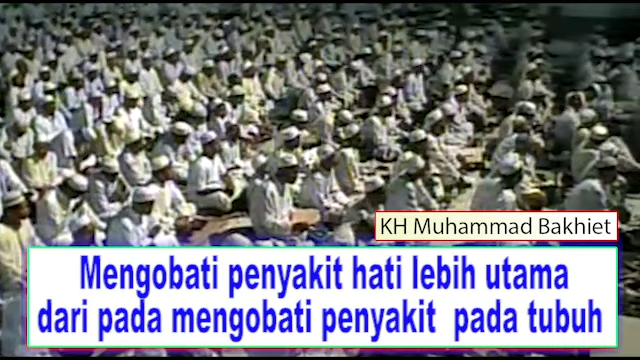 KH Muhammad Bakhiet
Mengobati penyakit hati lebih utama
dari pada mengobati penyakit  pada tubuh